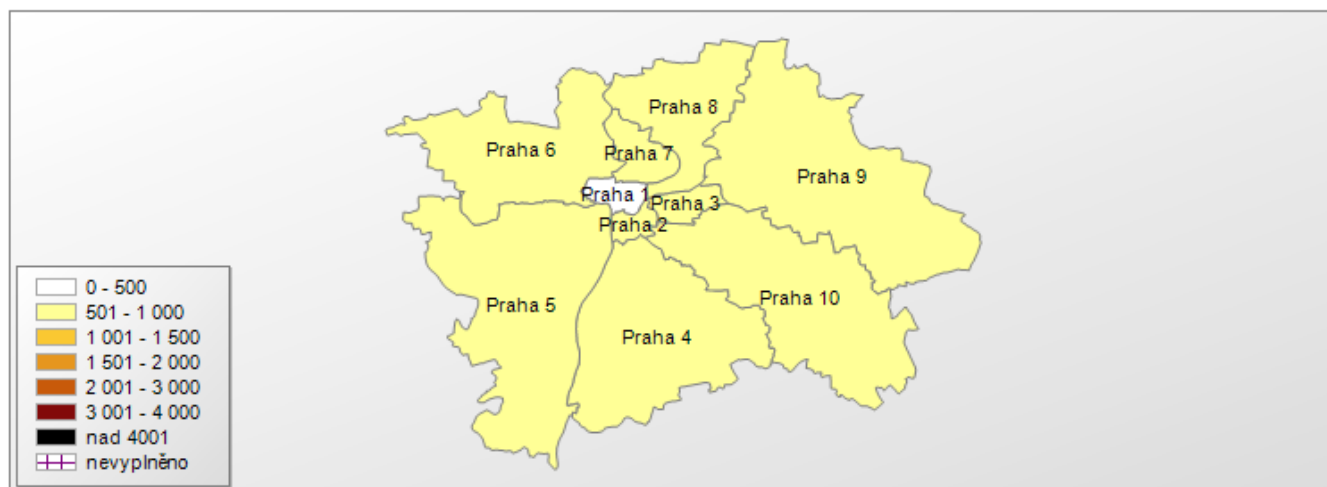 Praha 8
Praha 6
Praha 7
Praha 9
Praha 1
Praha 3
Praha 2
Praha 10
Praha 5
Praha 4
0 - 500
501 - 1 000
1 001 - 1 500
1 501 - 2 000
2 001 - 3 000
3 001 - 4 000
nad 4001
nevyplněno